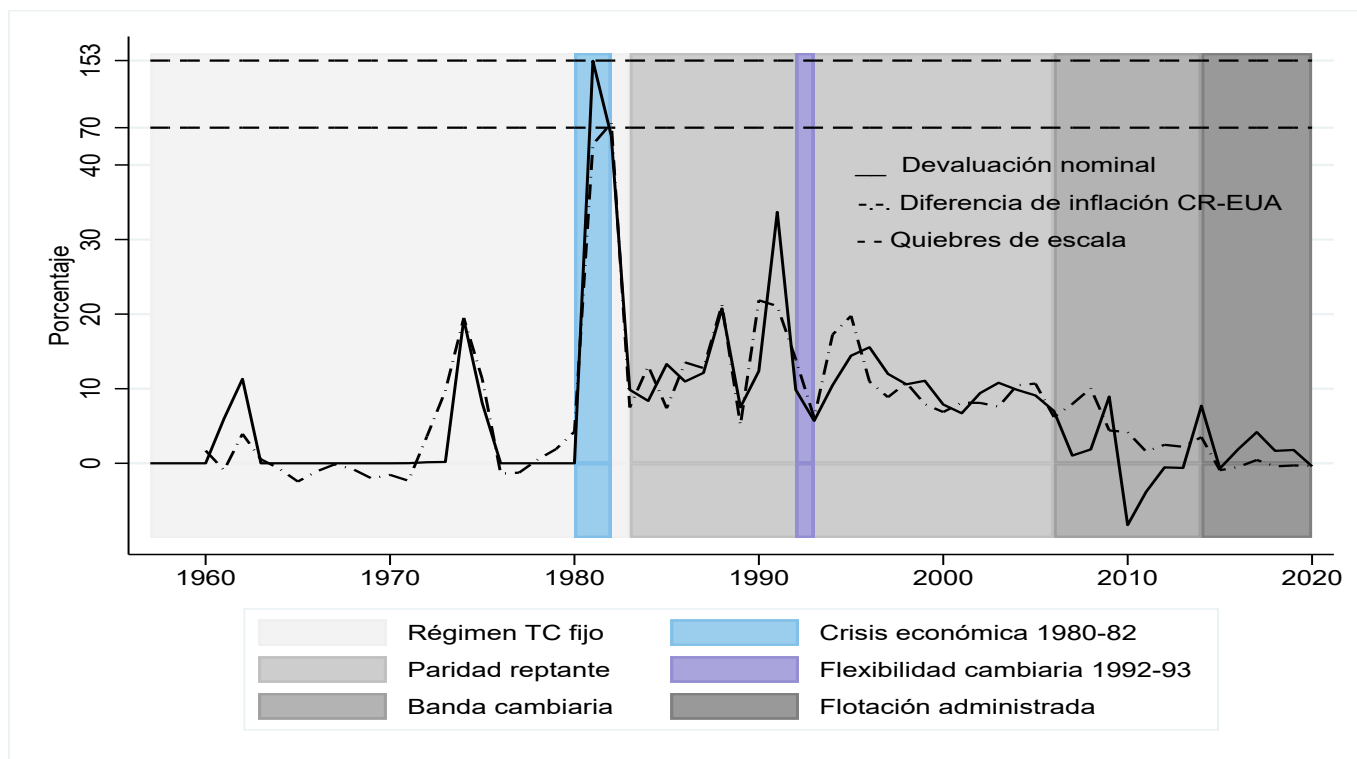 153
70
40
30
20
10
0
Porcentaje
Devaluación nominal
Diferencia de inflación CR-EUA
Quiebres de escala
1960 1970 1980 1990 2000 2010 2020
Régimen TC fijo Crisis económica 1980-82
Paridad reptante Flexibilidad cambiaria 1992-93
Banda cambiaria Flotación administrada